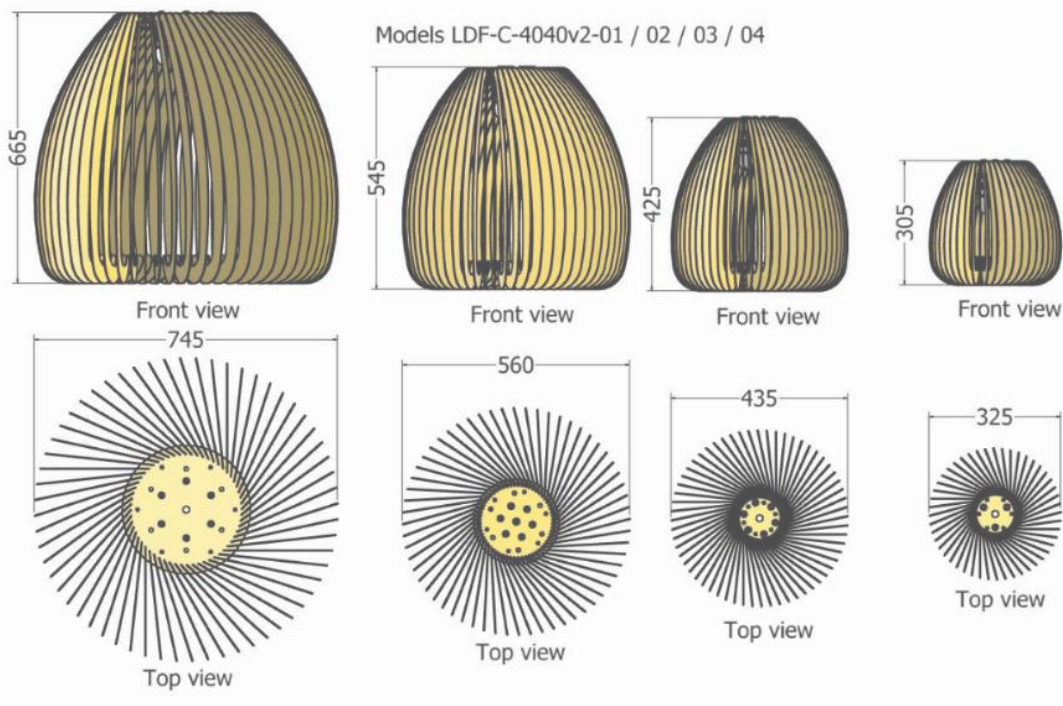 Models LDF-C-4040v2-01 / 02 / 03 / 04
665
545
425
305
Front view
Front view
Front view
Front view
745
560
435
325
Top view
Top view
Top view
Top view